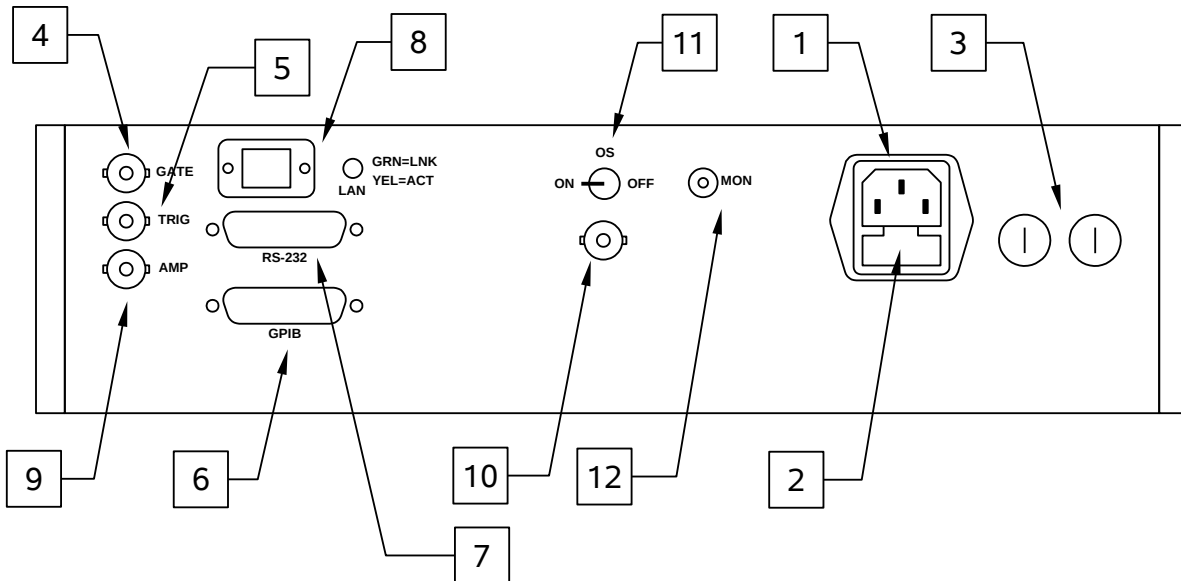 4
5
8
11
1
3
GATE
TRIG
AMP
GRN=LNK
YEL=ACT
LAN
RS-232
GPIB
OS
ON
OFF
MON
9
6
7
10
12
2